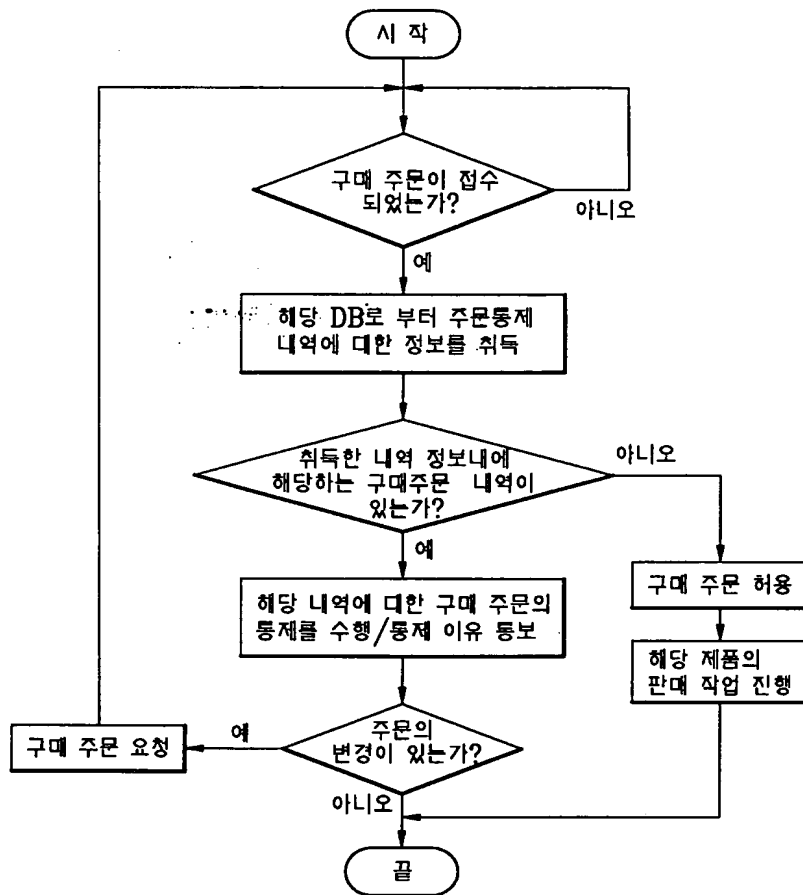 시 작
구매 주문이 접수
되었는가?
아니오
예
해당 DB로 부터 주문통제
내역에 대한 정보를 취득
취득한 내역 정보내에
해당하는 구매주문 내역이
있는가?
아니오
예
구매 주문 허용
해당 내역에 대한 구매 주문의
통제를 수행/통제 이유 통보
해당 제품의
판매 작업 진행
주문의
변경이 있는가?
예
구매 주문 요청
아니오
끝